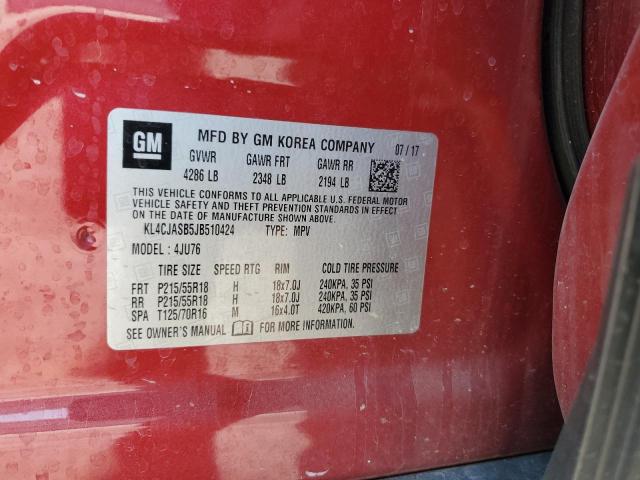 GM
MFD BY GM KOREA COMPANY 07/17
GVWR GAWR FRT GAWR RR
4286 LB 2348 LB 2194 LB
THIS VEHICLE CONFORMS TO ALL APPLICABLE U.S. FEDERAL MOTOR
VEHICLE SAFETY AND THEFT PREVENTION STANDARDS IN EFFECT
ON THE DATE OF MANUFACTURE SHOWN ABOVE.
KL4CJASB5JB510424 TYPE: MPV
MODEL: 4JU76
TIRE SIZE SPEED RTG RIM COLD TIRE PRESSURE
FRT P215/55R18 H 18x7.0J 240KPA, 35 PSI
RR P215/55R18 H 18x7.0J 240KPA, 35 PSI
SPA T125/70R16 M 16x4.0T 420KPA, 60 PSI
SEE OWNER'S MANUAL FOR MORE INFORMATION.